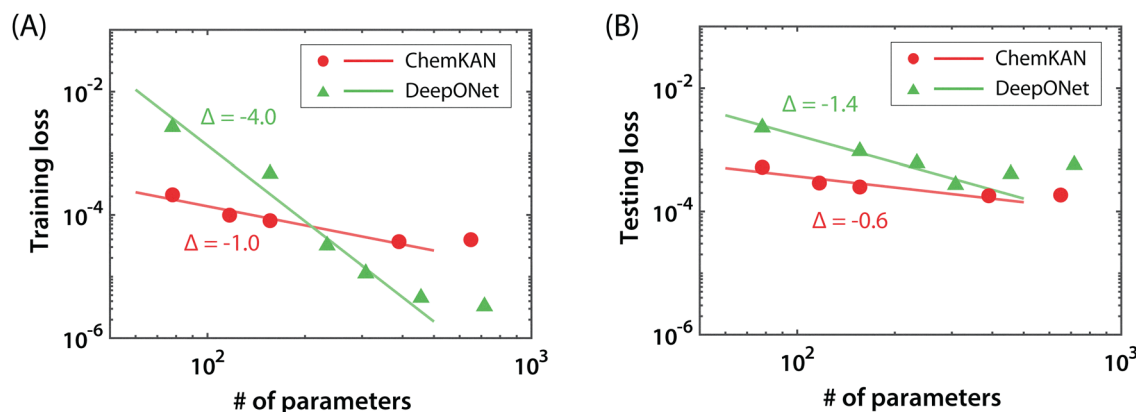 (A)
Training loss
10^-2
10^-4
10^-6
ChemKAN
DeepONet
Δ = -4.0
Δ = -1.0
10^2
10^3
# of parameters
(B)
Testing loss
10^-2
10^-4
10^-6
ChemKAN
DeepONet
Δ = -1.4
Δ = -0.6
10^2
10^3
# of parameters